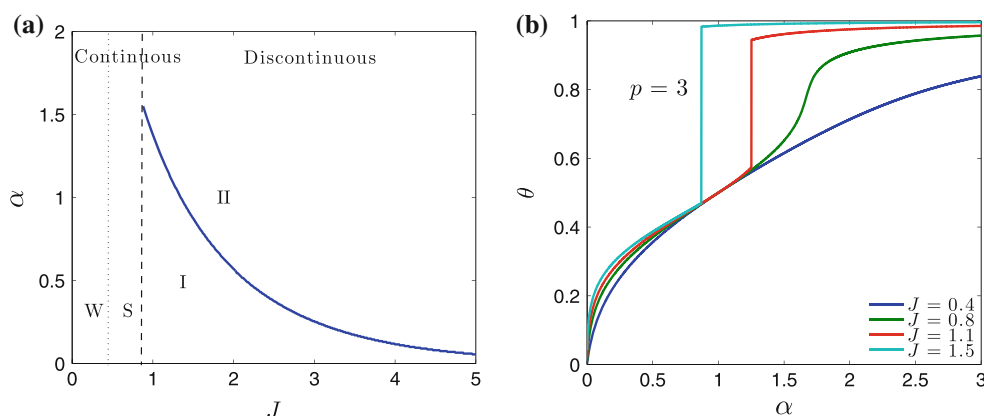 (a)
2
1.5
1
0.5
0
α
Continuous
Discontinuous
W
S
I
II
0
1
2
3
4
5
J
(b)
1
0.8
0.6
0.4
0.2
0
θ
p = 3
J = 0.4
J = 0.8
J = 1.1
J = 1.5
0
0.5
1
1.5
2
2.5
3
α